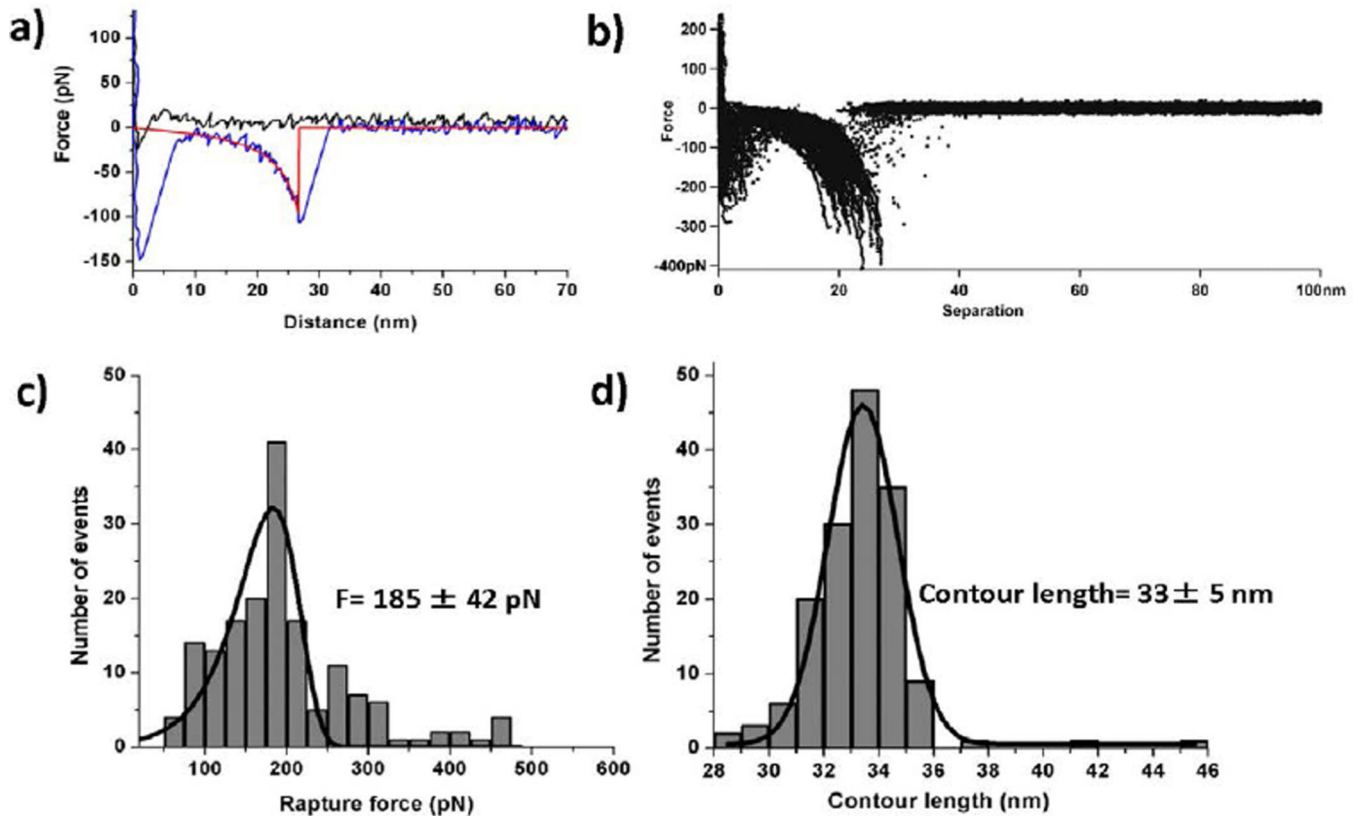 a)
Force (pN)
100
50
0
-50
-100
-150
0 10 20 30 40 50 60 70
Distance (nm)
b)
Force
200
100
0
-100
-200
-300
-400pN
0 20 40 60 80 100nm
Separation
c)
Number of events
50
40
30
20
10
0
F= 185 ± 42 pN
100 200 300 400 500 600
Rapture force (pN)
d)
Number of events
50
40
30
20
10
0
Contour length= 33 ± 5 nm
28 30 32 34 36 38 40 42 44 46
Contour length (nm)